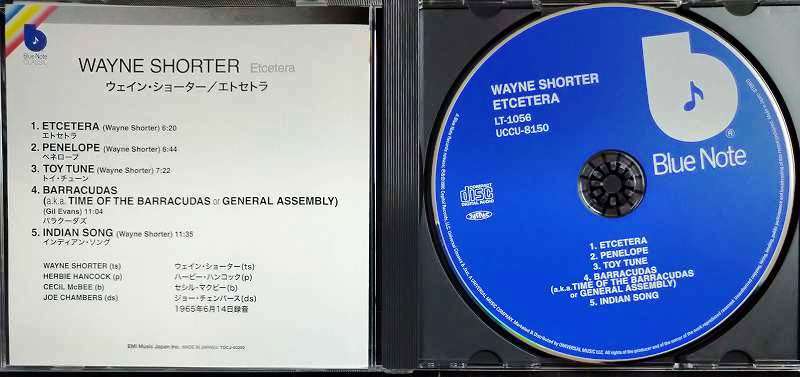 Blue Note
CLASSIC
WAYNE SHORTER Etcetera
ウェイン・ショーター／エトセトラ
1. ETCETERA (Wayne Shorter) 6:20
エトセトラ
2. PENELOPE (Wayne Shorter) 6:44
ペネロープ
3. TOY TUNE (Wayne Shorter) 7:22
トイ・チューン
4. BARRACUDAS
(a.k.a. TIME OF THE BARRACUDAS or GENERAL ASSEMBLY)
(Gil Evans) 11:04
バラクーダズ
5. INDIAN SONG (Wayne Shorter) 11:35
インディアン・ソング
WAYNE SHORTER (ts) ウェイン・ショーター(ts)
HERBIE HANCOCK (p) ハービー・ハンコック(p)
CECIL McBEE (b) セシル・マクビー(b)
JOE CHAMBERS (ds) ジョー・チェンバース(ds)
1965年6月14日録音
EMI Music Japan Inc. MADE IN JAPAN
WAYNE SHORTER
ETCETERA
LT-1056
UCCU-8150
Blue Note
®
COMPACT
disc
DIGITAL AUDIO
1. ETCETERA
2. PENELOPE
3. TOY TUNE
4. BARRACUDAS
(a.k.a. TIME OF THE BARRACUDAS
or GENERAL ASSEMBLY)
5. INDIAN SONG